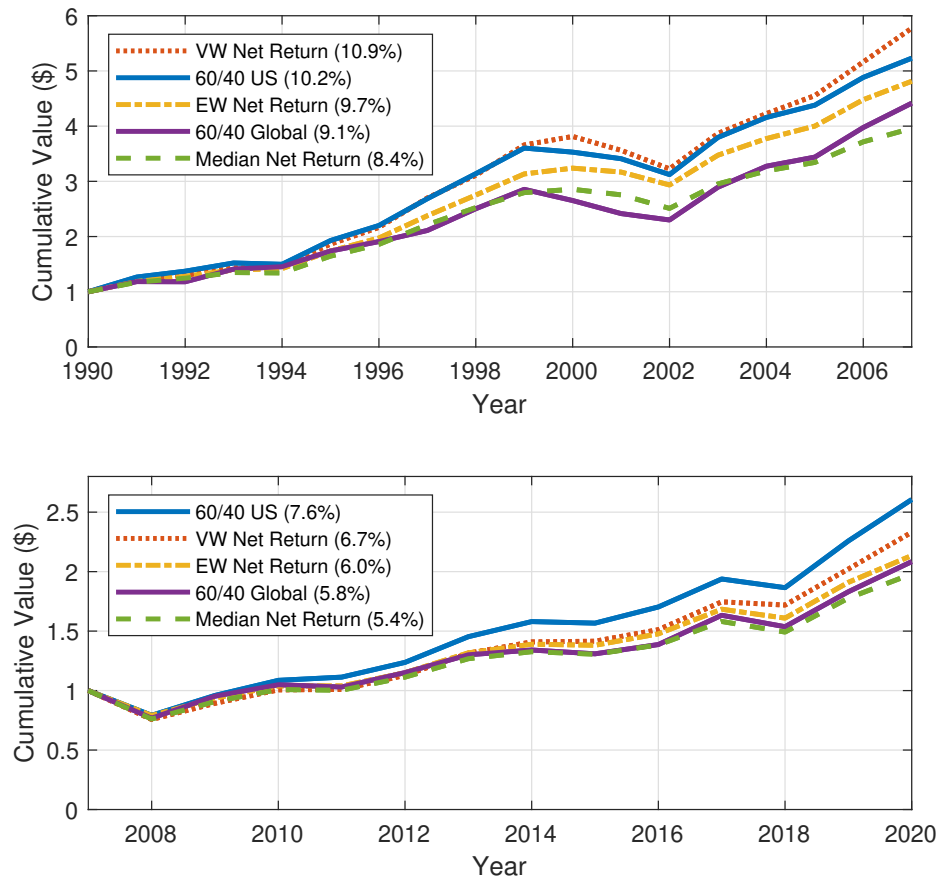 6
5
4
3
2
1
0
Cumulative Value ($)
VW Net Return (10.9%)
60/40 US (10.2%)
EW Net Return (9.7%)
60/40 Global (9.1%)
Median Net Return (8.4%)
1990 1992 1994 1996 1998 2000 2002 2004 2006
Year
2.5
2
1.5
1
0.5
0
Cumulative Value ($)
60/40 US (7.6%)
VW Net Return (6.7%)
EW Net Return (6.0%)
60/40 Global (5.8%)
Median Net Return (5.4%)
2008 2010 2012 2014 2016 2018 2020
Year